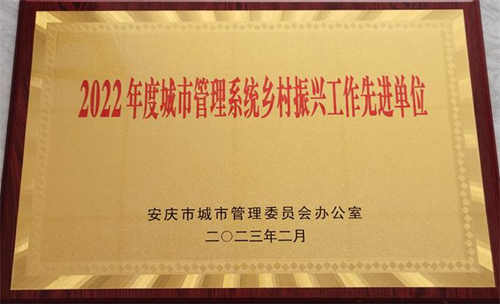 2022年度城市管理系统乡村振兴工作先进单位
安庆市城市管理委员会办公室
二〇二三年二月